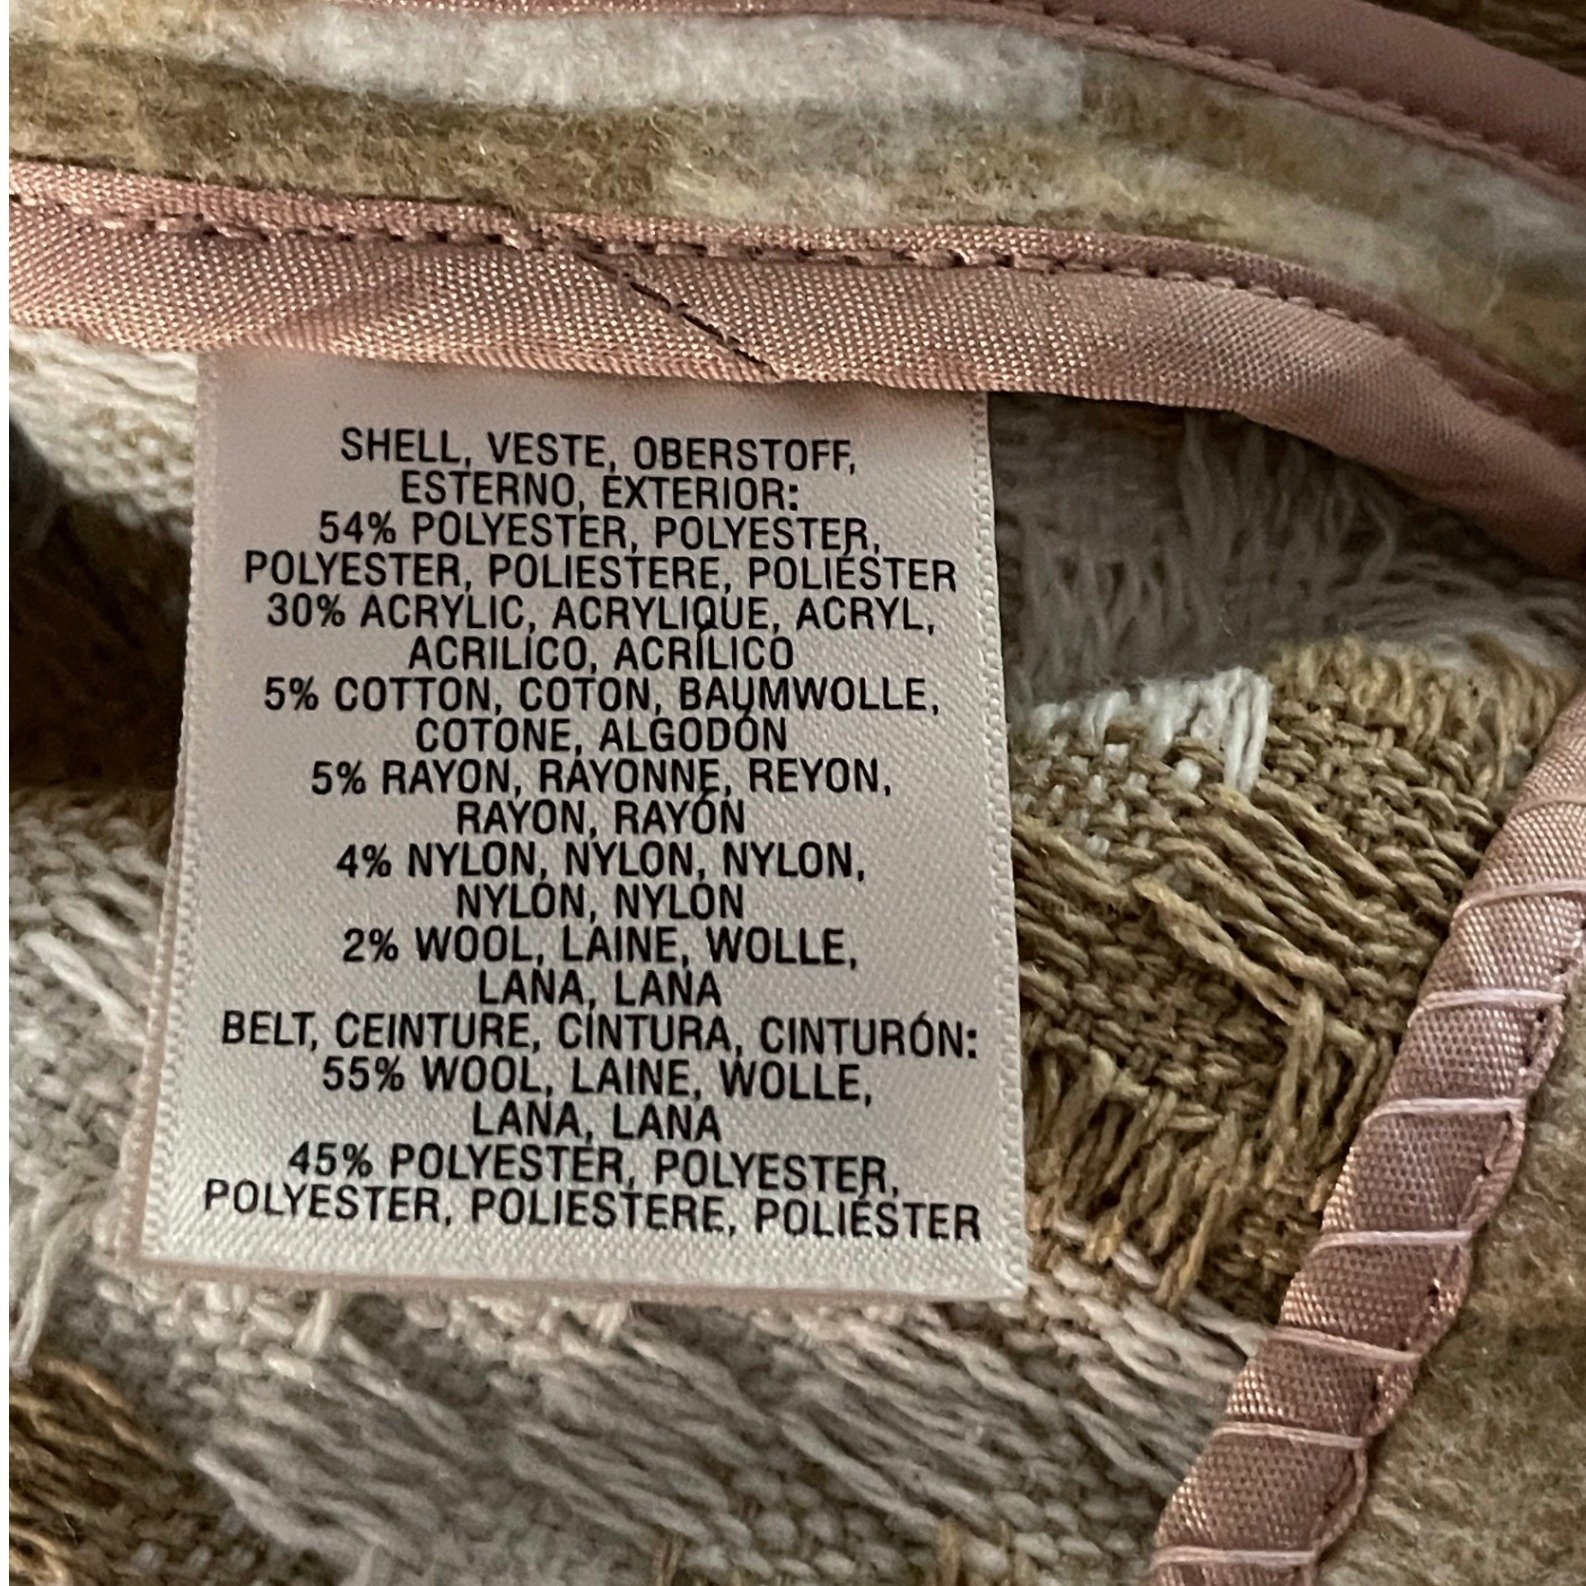 SHELL, VESTE, OBERSTOFF,
ESTERNO, EXTERIOR:
54% POLYESTER, POLYESTER,
POLYESTER, POLIESTERE, POLIÉSTER
30% ACRYLIC, ACRYLIQUE, ACRYL,
ACRILICO, ACRÍLICO
5% COTTON, COTON, BAUMWOLLE,
COTONE, ALGODÓN
5% RAYON, RAYONNE, REYON,
RAYON, RAYÓN
4% NYLON, NYLON, NYLON,
NYLON, NYLON
2% WOOL, LAINE, WOLLE,
LANA, LANA
BELT, CEINTURE, CINTURA, CINTURÓN:
55% WOOL, LAINE, WOLLE,
LANA, LANA
45% POLYESTER, POLYESTER,
POLYESTER, POLIESTERE, POLIÉSTER